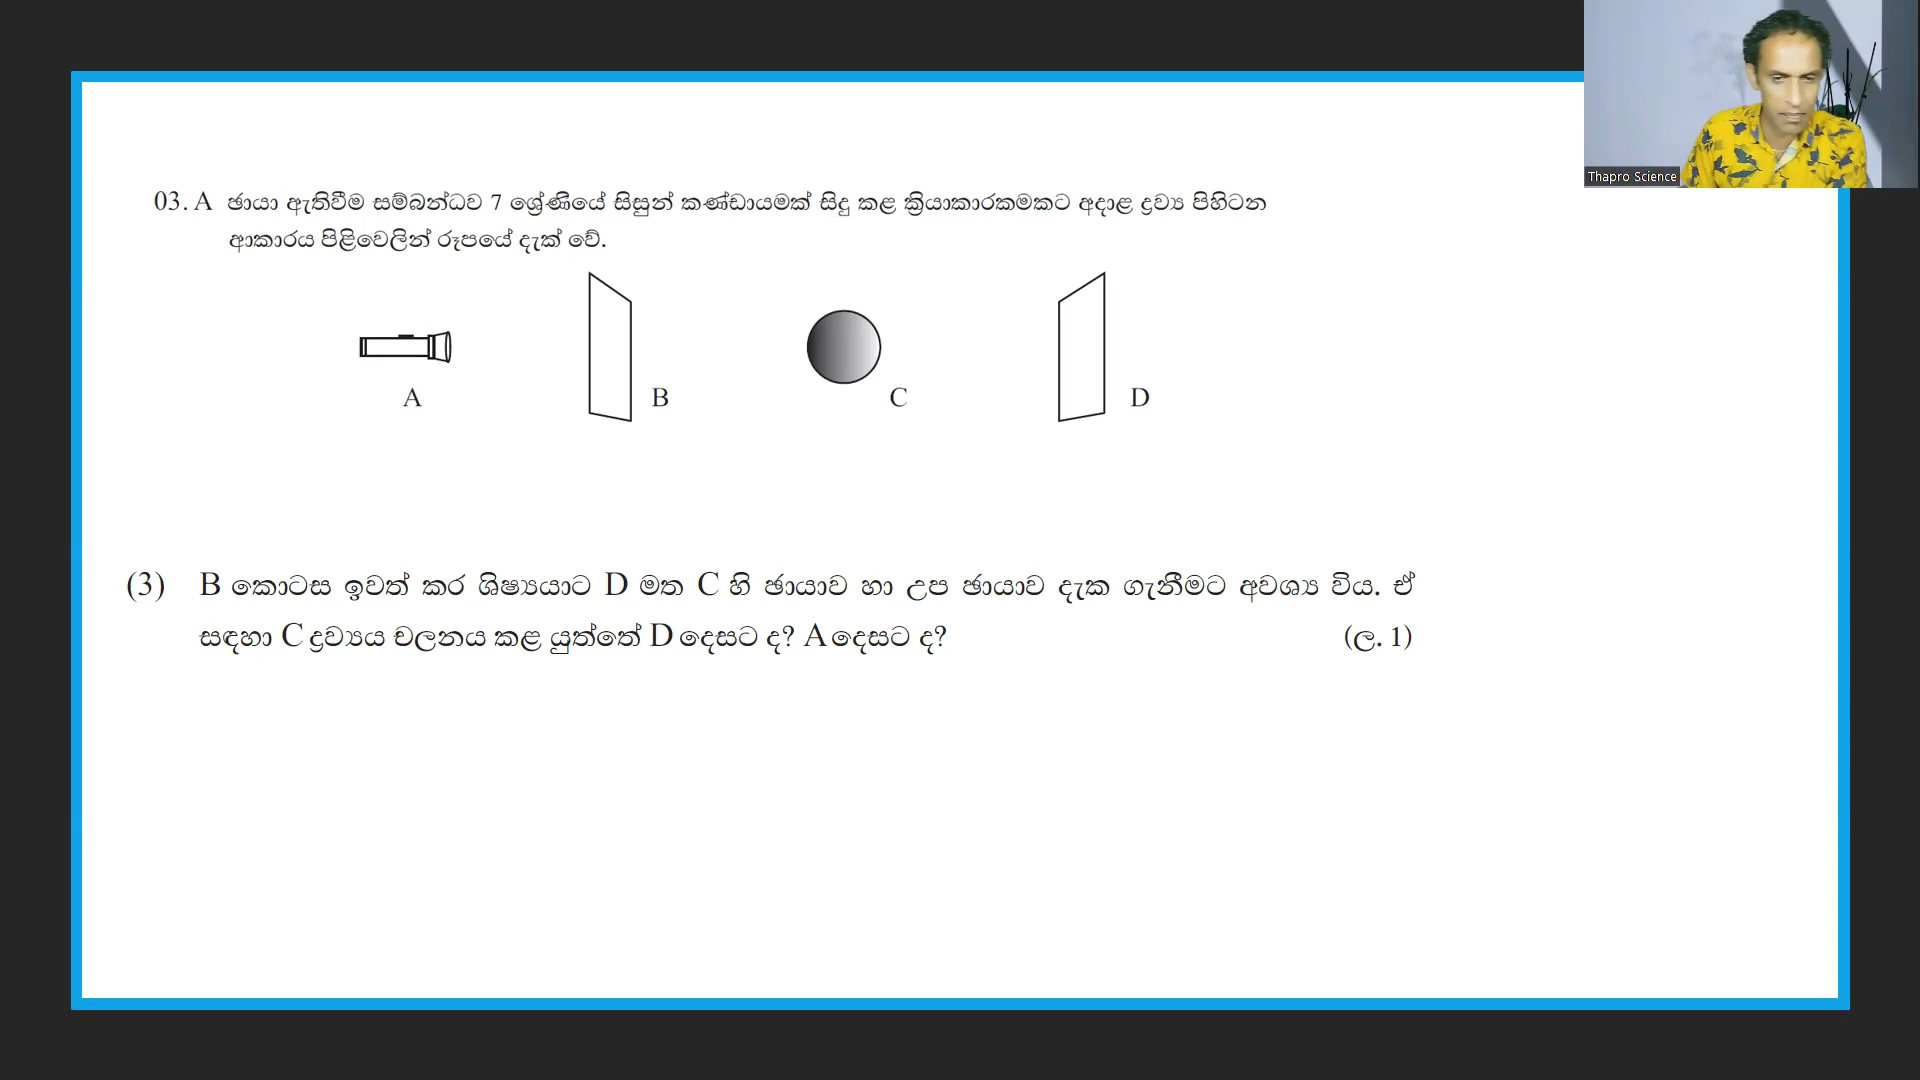 Thapro Science
03. A ඡායා ඇතිවීම සම්බන්ධව 7 ශ්‍රේණියේ සිසුන් කණ්ඩායමක් සිදු කළ ක්‍රියාකාරකමකට අදාළ ද්‍රව්‍ය පිහිටන
ආකාරය පිළිවෙලින් රූපයේ දැක් වේ.
A B C D
(3) B කොටස ඉවත් කර ශිෂ්‍යයාට D මත C හි ඡායාව හා උප ඡායාව දැක ගැනීමට අවශ්‍ය විය. ඒ
සඳහා C ද්‍රව්‍යය චලනය කළ යුත්තේ D දෙසට ද? A දෙසට ද? (ල. 1)